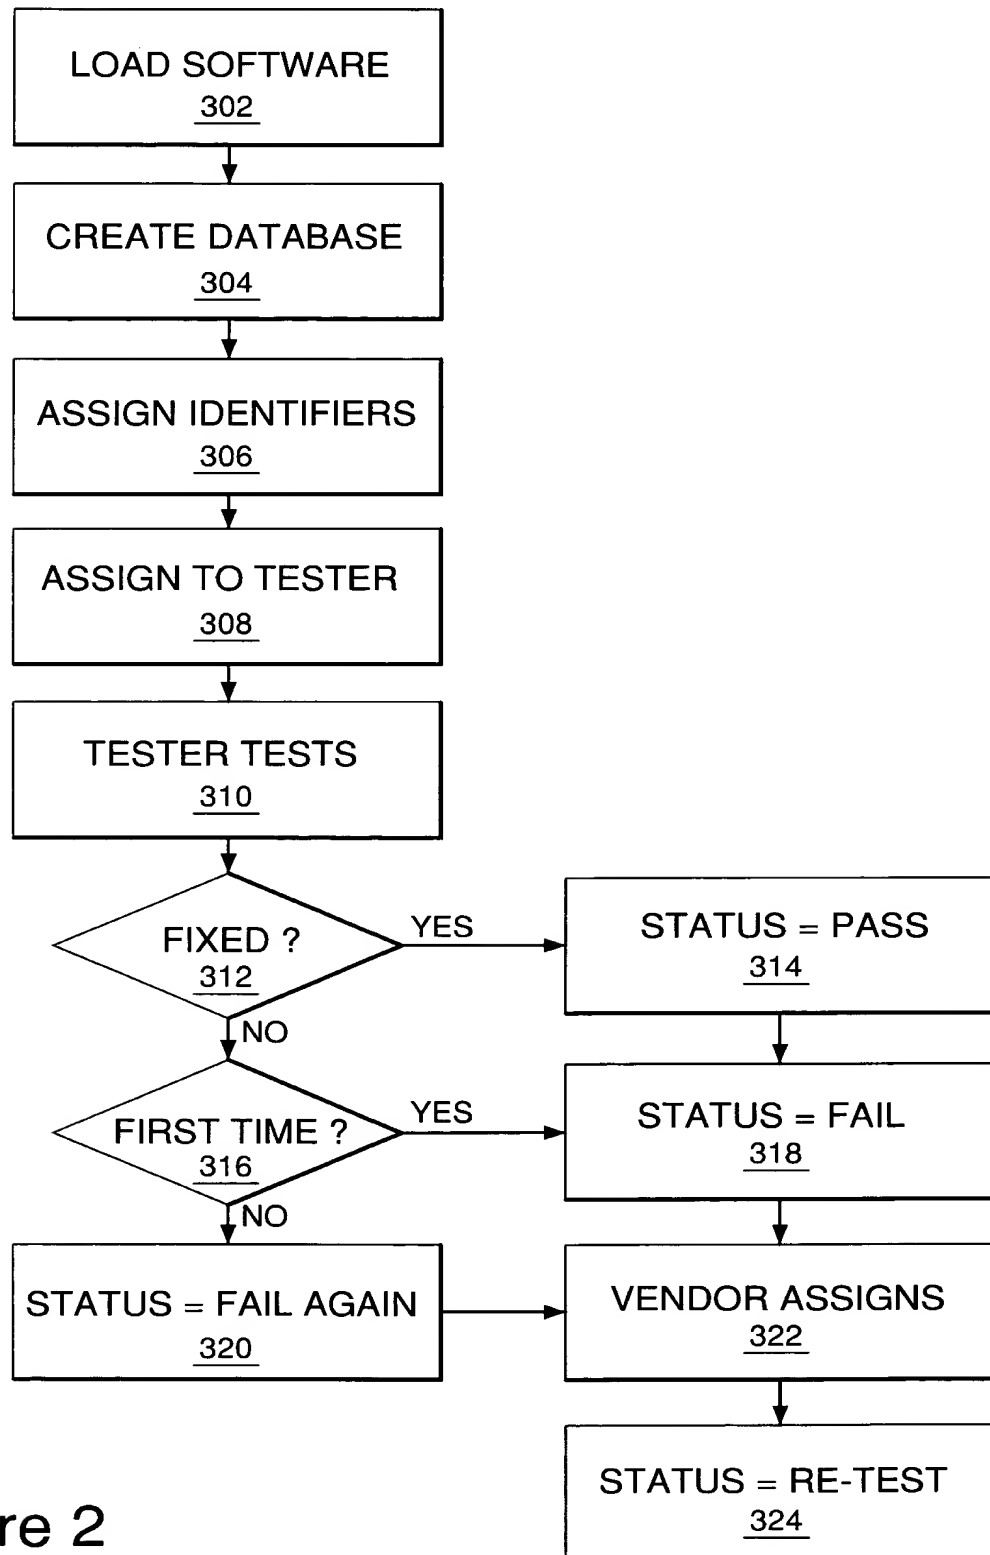 LOAD SOFTWARE
302
CREATE DATABASE
304
ASSIGN IDENTIFIERS
306
ASSIGN TO TESTER
308
TESTER TESTS
310
FIXED ?
312
YES
STATUS = PASS
314
NO
FIRST TIME ?
316
YES
STATUS = FAIL
318
NO
STATUS = FAIL AGAIN
320
VENDOR ASSIGNS
322
STATUS = RE-TEST
324
re 2